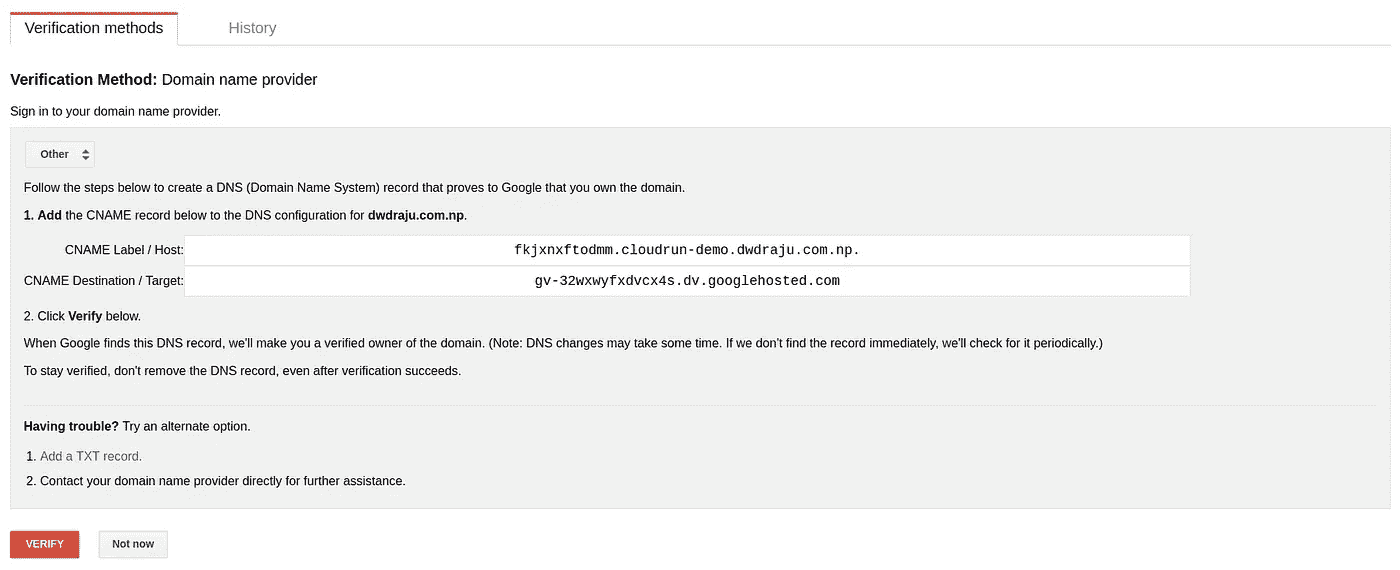 Verification methods
History
Verification Method: Domain name provider
Sign in to your domain name provider.
Other
Follow the steps below to create a DNS (Domain Name System) record that proves to Google that you own the domain.
1. Add the CNAME record below to the DNS configuration for dwdraju.com.np.
CNAME Label / Host: fkjxnxftodmm.cloudrun-demo.dwdraju.com.np.
CNAME Destination / Target: gv-32wxwyfxdvcx4s.dv.googlehosted.com
2. Click Verify below.
When Google finds this DNS record, we'll make you a verified owner of the domain. (Note: DNS changes may take some time. If we don't find the record immediately, we'll check for it periodically.)
To stay verified, don't remove the DNS record, even after verification succeeds.
Having trouble? Try an alternate option.
1. Add a TXT record.
2. Contact your domain name provider directly for further assistance.
VERIFY
Not now